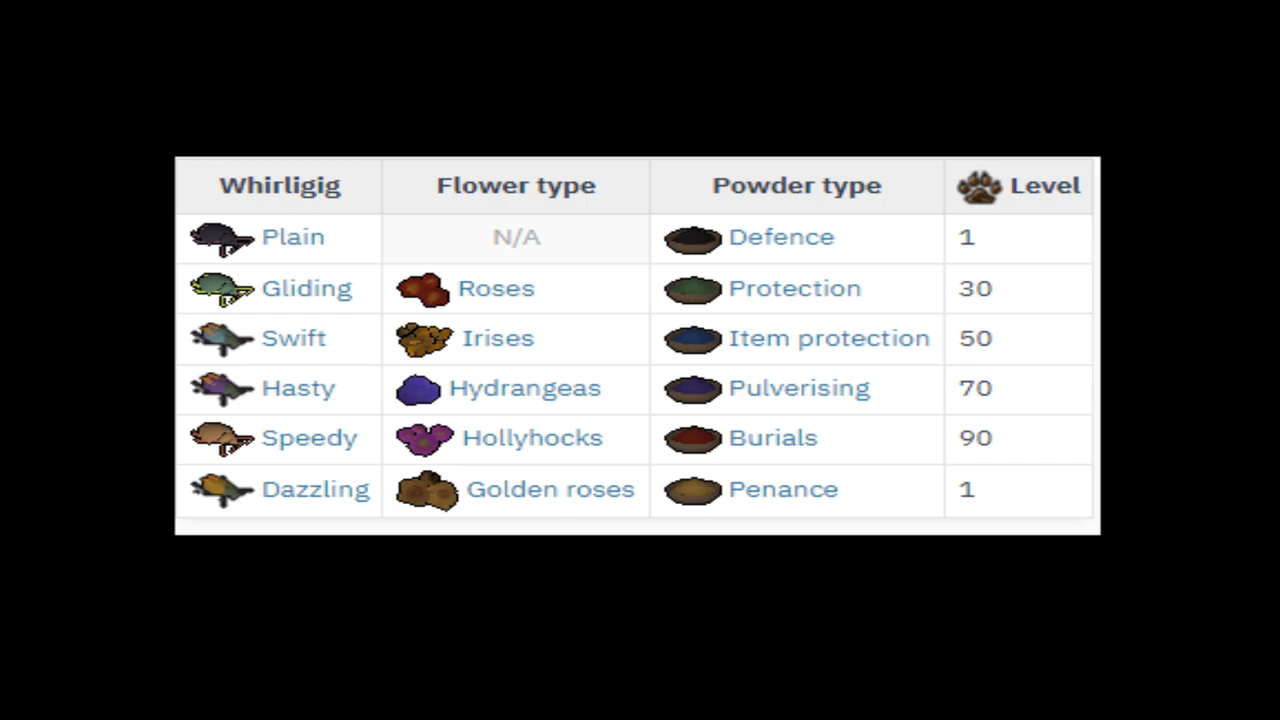 Whirligig Flower type Powder type Level
Plain N/A Defence 1
Gliding Roses Protection 30
Swift Irises Item protection 50
Hasty Hydrangeas Pulverising 70
Speedy Hollyhocks Burials 90
Dazzling Golden roses Penance 1